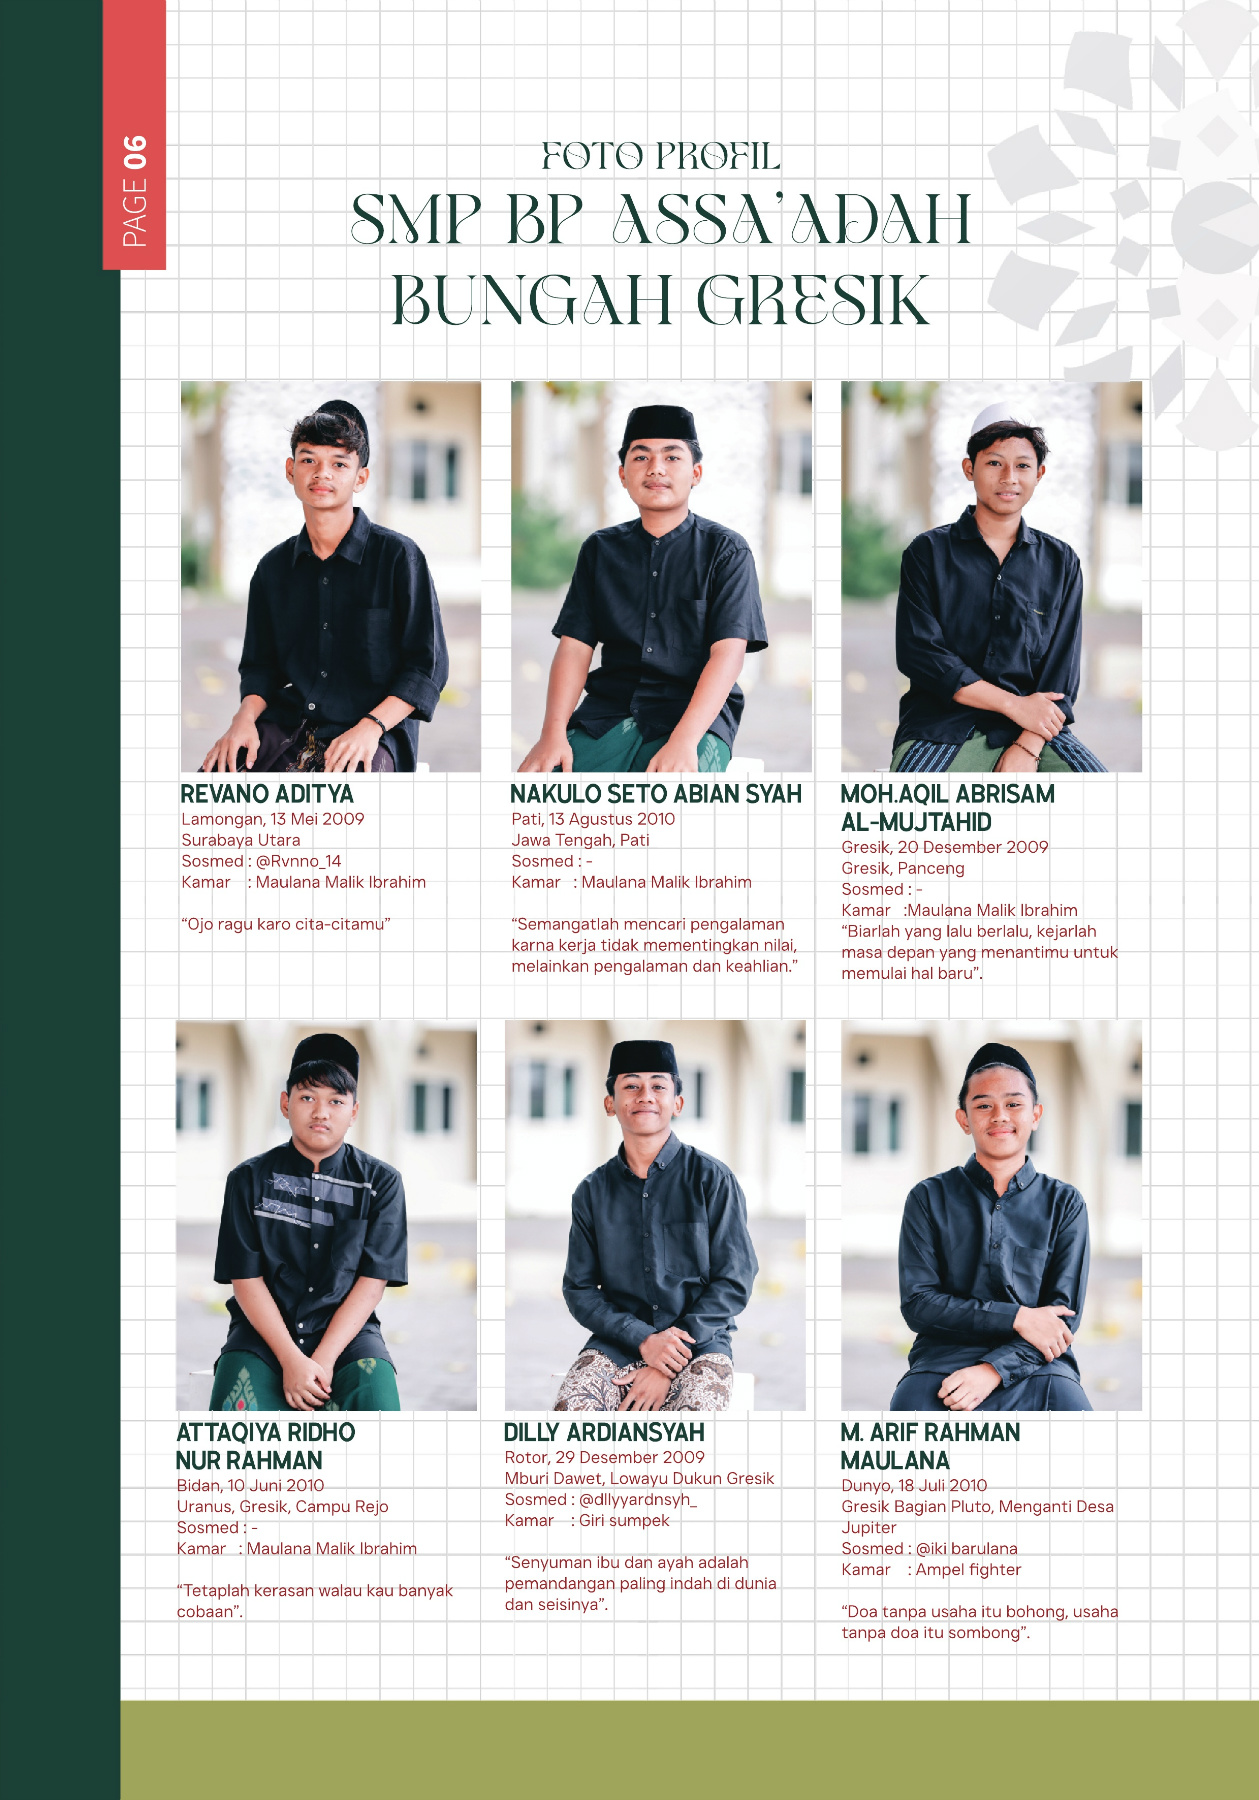 PAGE 06
FOTO PROFIL
SMP BP ASSA'ADAH
BUNGAH GRESIK
REVANO ADITYA
Lamongan, 13 Mei 2009
Surabaya Utara
Sosmed : @Rvnno_14
Kamar : Maulana Malik Ibrahim
“Ojo ragu karo cita-citamu”
NAKULO SETO ABIAN SYAH
Pati, 13 Agustus 2010
Jawa Tengah, Pati
Sosmed : -
Kamar : Maulana Malik Ibrahim
“Semangatlah mencari pengalaman
karna kerja tidak mementingkan nilai,
melainkan pengalaman dan keahlian.”
MOH.AQIL ABRISAM
AL-MUJTAHID
Gresik, 20 Desember 2009
Gresik, Panceng
Sosmed : -
Kamar :Maulana Malik Ibrahim
“Biarlah yang lalu berlalu, kejarlah
masa depan yang menantimu untuk
memulai hal baru”.
ATTAQIYA RIDHO
NUR RAHMAN
Bidan, 10 Juni 2010
Uranus, Gresik, Campu Rejo
Sosmed : -
Kamar : Maulana Malik Ibrahim
“Tetaplah kerasan walau kau banyak
cobaan”.
DILLY ARDIANSYAH
Rotor, 29 Desember 2009
Mburi Dawet, Lowayu Dukun Gresik
Sosmed : @dllyyardnsyh_
Kamar : Giri sumpek
“Senyuman ibu dan ayah adalah
pemandangan paling indah di dunia
dan seisinya”.
M. ARIF RAHMAN
MAULANA
Dunyo, 18 Juli 2010
Gresik Bagian Pluto, Menganti Desa
Jupiter
Sosmed : @iki barulana
Kamar : Ampel fighter
“Doa tanpa usaha itu bohong, usaha
tanpa doa itu sombong”.